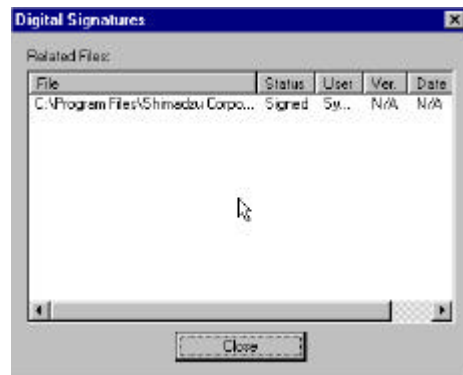 Digital Signatures
Related Files:
File Status User Ver. Date
C:\Program Files\Shimadzu Corpo... Signed Sy... N/A N/A
Close